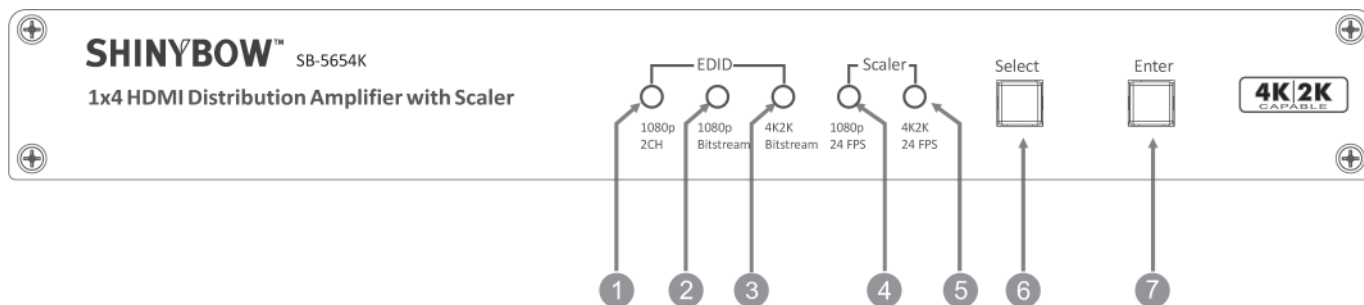 SHINYBOW™ SB-5654K
1x4 HDMI Distribution Amplifier with Scaler
EDID
1080p
2CH
1080p
Bitstream
4K2K
Bitstream
Scaler
1080p
24 FPS
4K2K
24 FPS
Select
Enter
4K|2K
CAPABLE
1 2 3 4 5 6 7